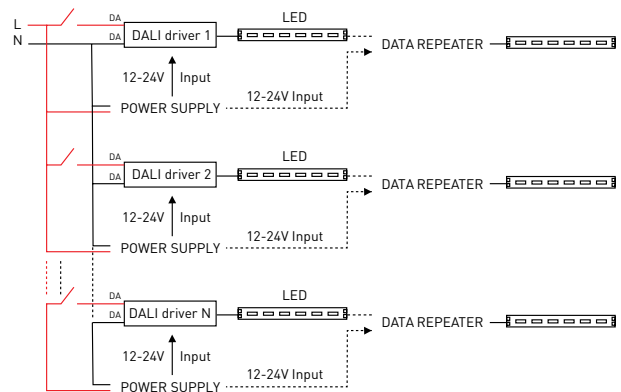 L
N
DA
DA
DALI driver 1
LED
DATA REPEATER
12-24V Input
12-24V Input
POWER SUPPLY
DA
DA
DALI driver 2
LED
DATA REPEATER
12-24V Input
12-24V Input
POWER SUPPLY
DA
DA
DALI driver N
LED
DATA REPEATER
12-24V Input
12-24V Input
POWER SUPPLY